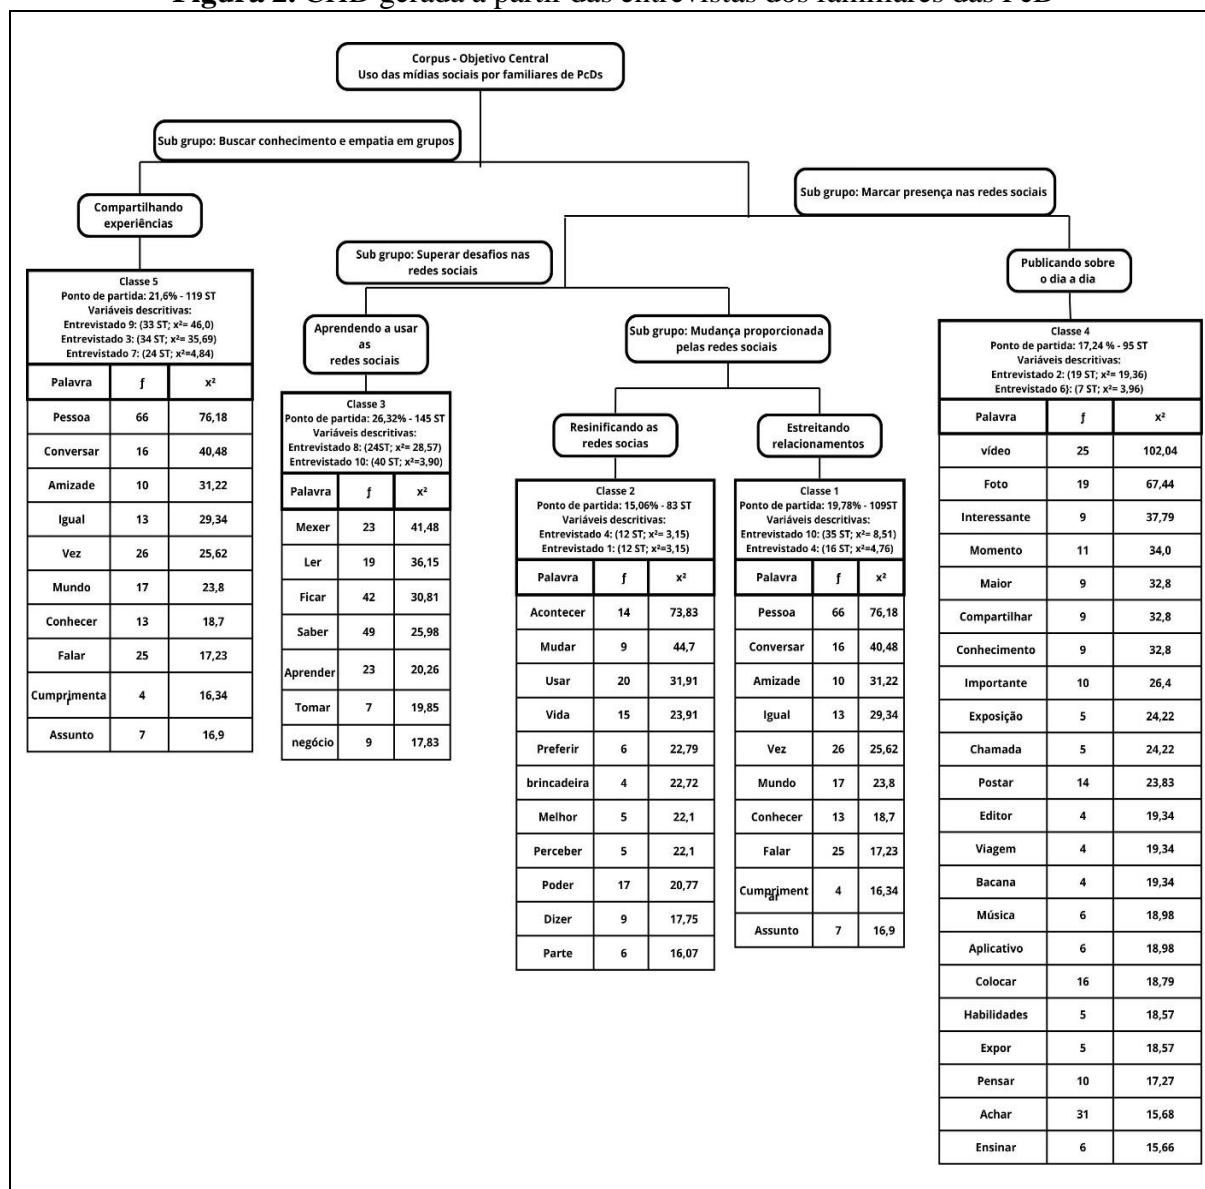 Figura 2. CHD gerada a partir das entrevistas dos familiares das PcD
Corpus - Objetivo Central
Uso das mídias sociais por familiares de PcDs
Sub grupo: Buscar conhecimento e empatia em grupos
Sub grupo: Marcar presença nas redes sociais
Compartilhando
experiências
Sub grupo: Superar desafios nas
redes sociais
Publicando sobre
o dia a dia
Aprendendo a usar
as
redes sociais
Sub grupo: Mudança proporcionada
pelas redes sociais
Resinificando as
redes socias
Estreitando
relacionamentos
Classe 5
Ponto de partida: 21,6% - 119 ST
Variáveis descritivas:
Entrevistado 9: (33 ST; x²= 46,0)
Entrevistado 3: (34 ST; x²= 35,69)
Entrevistado 7: (24 ST; x²=4,84)
Palavra ƒ x²
Pessoa 66 76,18
Conversar 16 40,48
Amizade 10 31,22
Igual 13 29,34
Vez 26 25,62
Mundo 17 23,8
Conhecer 13 18,7
Falar 25 17,23
Cumprimenta
r 4 16,34
Assunto 7 16,9
Classe 3
Ponto de partida: 26,32% - 145 ST
Variáveis descritivas:
Entrevistado 8: (24ST; x²= 28,57)
Entrevistado 10: (40 ST; x²=3,90)
Palavra ƒ x²
Mexer 23 41,48
Ler 19 36,15
Ficar 42 30,81
Saber 49 25,98
Aprender 23 20,26
Tomar 7 19,85
negócio 9 17,83
Classe 2
Ponto de partida: 15,06% - 83 ST
Variáveis descritivas:
Entrevistado 4: (12 ST; x²= 3,15)
Entrevistado 1: (12 ST; x²=3,15)
Palavra ƒ x²
Acontecer 14 73,83
Mudar 9 44,7
Usar 20 31,91
Vida 15 23,91
Preferir 6 22,79
brincadeira 4 22,72
Melhor 5 22,1
Perceber 5 22,1
Poder 17 20,77
Dizer 9 17,75
Parte 6 16,07
Classe 1
Ponto de partida: 19,78% - 109ST
Variáveis descritivas:
Entrevistado 10: (35 ST; x²= 8,51)
Entrevistado 4: (16 ST; x²=4,76)
Palavra ƒ x²
Pessoa 66 76,18
Conversar 16 40,48
Amizade 10 31,22
Igual 13 29,34
Vez 26 25,62
Mundo 17 23,8
Conhecer 13 18,7
Falar 25 17,23
Cumpriment
ar 4 16,34
Assunto 7 16,9
Classe 4
Ponto de partida: 17,24 % - 95 ST
Variáveis descritivas:
Entrevistado 2: (19 ST; x²= 19,36)
Entrevistado 6}: (7 ST; x²= 3,96)
Palavra ƒ x²
vídeo 25 102,04
Foto 19 67,44
Interessante 9 37,79
Momento 11 34,0
Maior 9 32,8
Compartilhar 9 32,8
Conhecimento 9 32,8
Importante 10 26,4
Exposição 5 24,22
Chamada 5 24,22
Postar 14 23,83
Editor 4 19,34
Viagem 4 19,34
Bacana 4 19,34
Música 6 18,98
Aplicativo 6 18,98
Colocar 16 18,79
Habilidades 5 18,57
Expor 5 18,57
Pensar 10 17,27
Achar 31 15,68
Ensinar 6 15,66